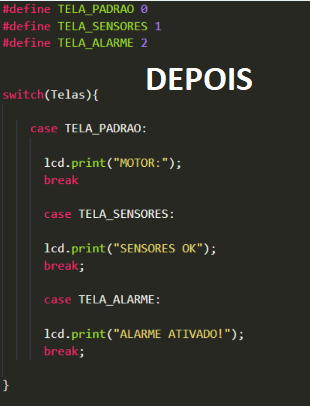 #define TELA_PADRAO 0
#define TELA_SENSORES 1
#define TELA_ALARME 2
DEPOIS
switch(Telas){
case TELA_PADRAO:
lcd.print("MOTOR:");
break
case TELA_SENSORES:
lcd.print("SENSORES OK");
break;
case TELA_ALARME:
lcd.print("ALARME ATIVADO!");
break;
}